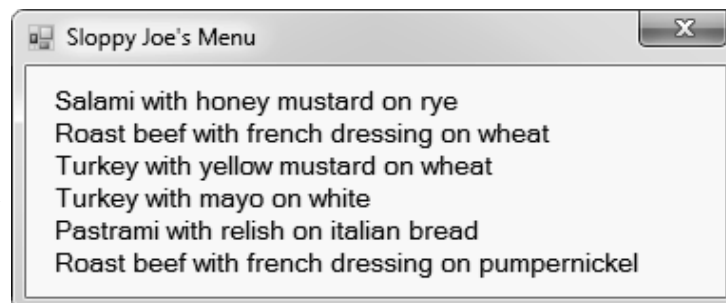 Sloppy Joe's Menu
Salami with honey mustard on rye
Roast beef with french dressing on wheat
Turkey with yellow mustard on wheat
Turkey with mayo on white
Pastrami with relish on italian bread
Roast beef with french dressing on pumpernickel